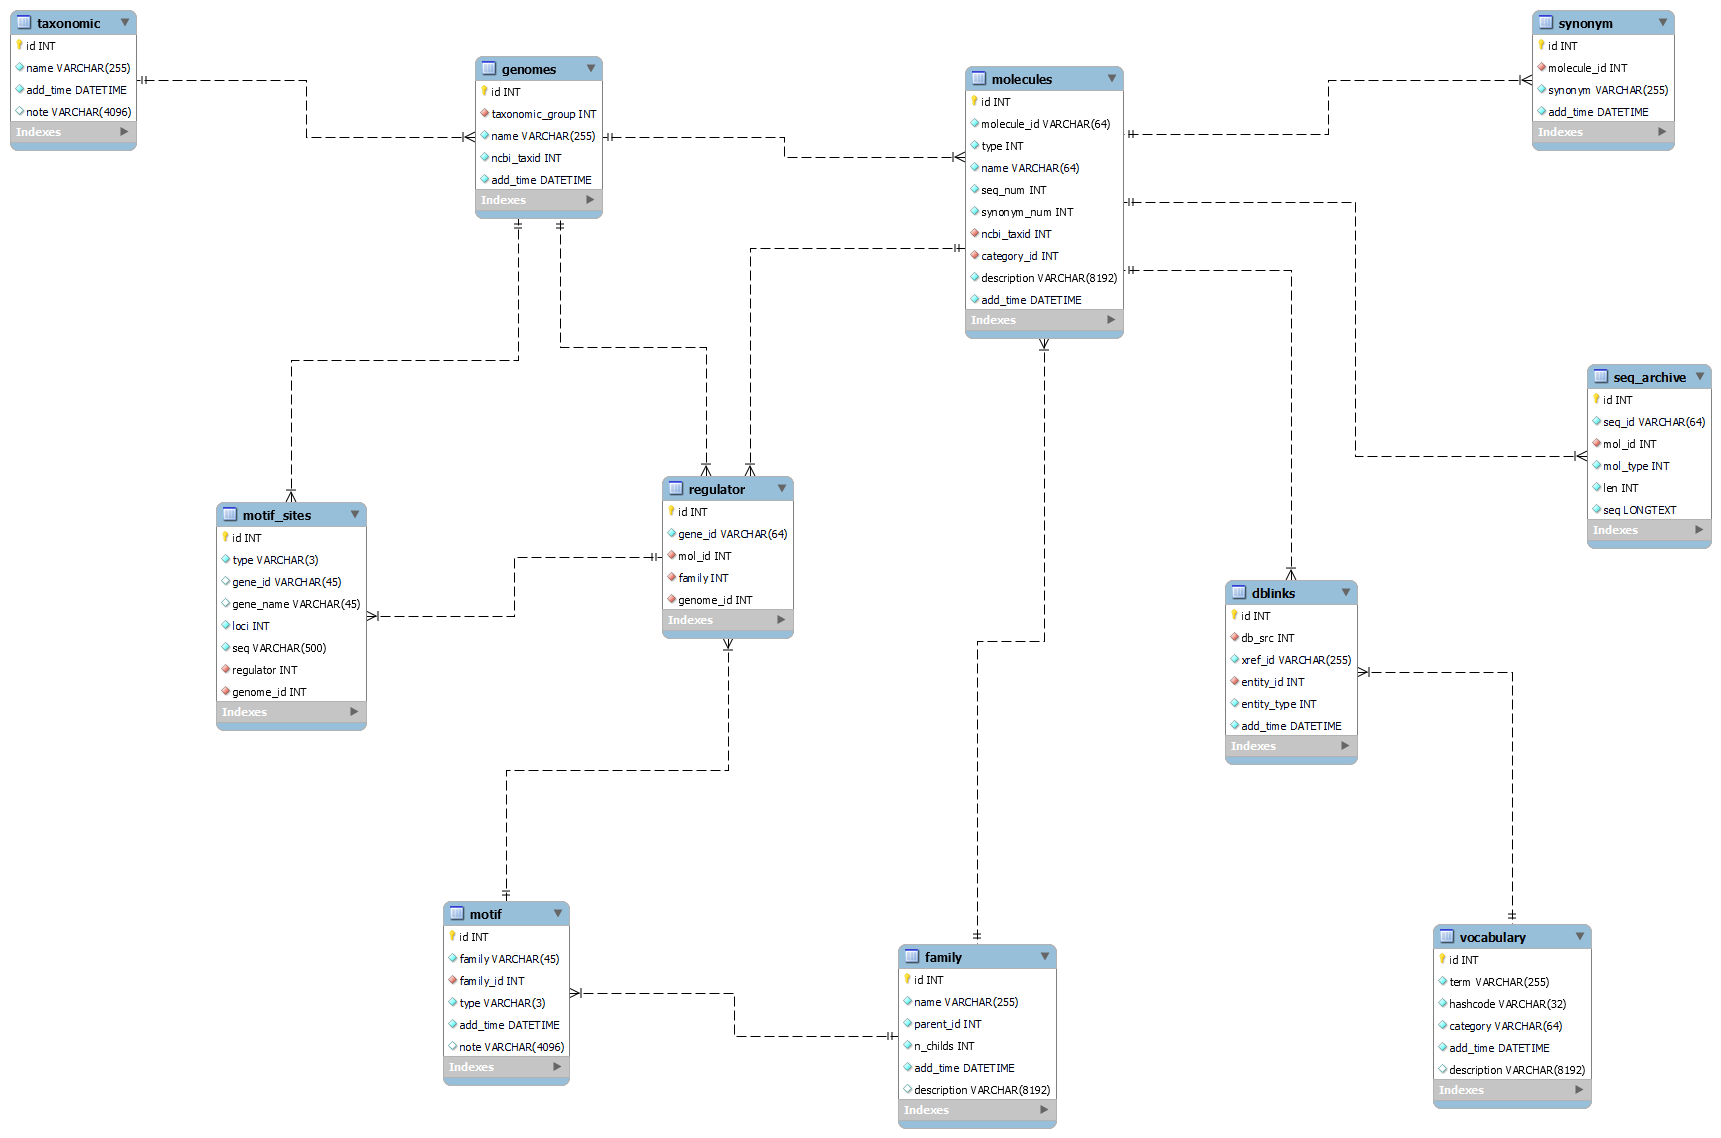 taxonomic
id INT
name VARCHAR(255)
add_time DATETIME
note VARCHAR(4096)
Indexes
genomes
id INT
taxonomic_group INT
name VARCHAR(255)
ncbi_taxid INT
add_time DATETIME
Indexes
molecules
id INT
molecule_id VARCHAR(64)
type INT
name VARCHAR(64)
seq_num INT
synonym_num INT
ncbi_taxid INT
category_id INT
description VARCHAR(8192)
add_time DATETIME
Indexes
synonym
id INT
molecule_id INT
synonym VARCHAR(255)
add_time DATETIME
Indexes
seq_archive
id INT
seq_id VARCHAR(64)
mol_id INT
mol_type INT
len INT
seq LONGTEXT
Indexes
motif_sites
id INT
type VARCHAR(3)
gene_id VARCHAR(45)
gene_name VARCHAR(45)
loci INT
seq VARCHAR(500)
regulator INT
genome_id INT
Indexes
regulator
id INT
gene_id VARCHAR(64)
mol_id INT
family INT
genome_id INT
Indexes
dblinks
id INT
db_src INT
xref_id VARCHAR(255)
entity_id INT
entity_type INT
add_time DATETIME
Indexes
motif
id INT
family VARCHAR(45)
family_id INT
type VARCHAR(3)
add_time DATETIME
note VARCHAR(4096)
Indexes
family
id INT
name VARCHAR(255)
parent_id INT
n_childs INT
add_time DATETIME
description VARCHAR(8192)
Indexes
vocabulary
id INT
term VARCHAR(255)
hashcode VARCHAR(32)
category VARCHAR(64)
add_time DATETIME
description VARCHAR(8192)
Indexes